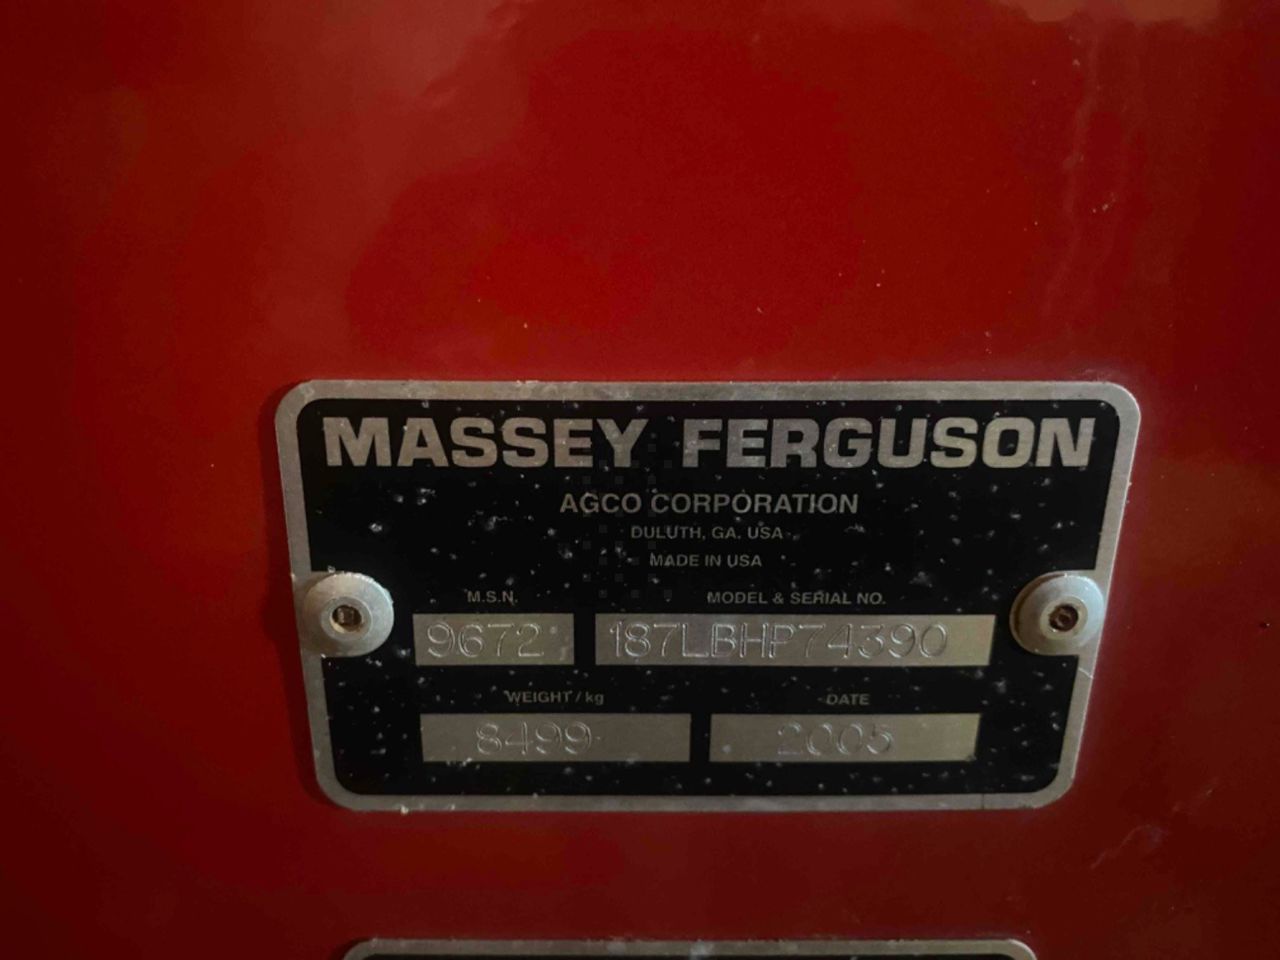 MASSEY FERGUSON
AGCO CORPORATION
DULUTH, GA. USA
MADE IN USA
M.S.N. MODEL & SERIAL NO.
9672 187LBHP74390
WEIGHT / kg DATE
8499 2005